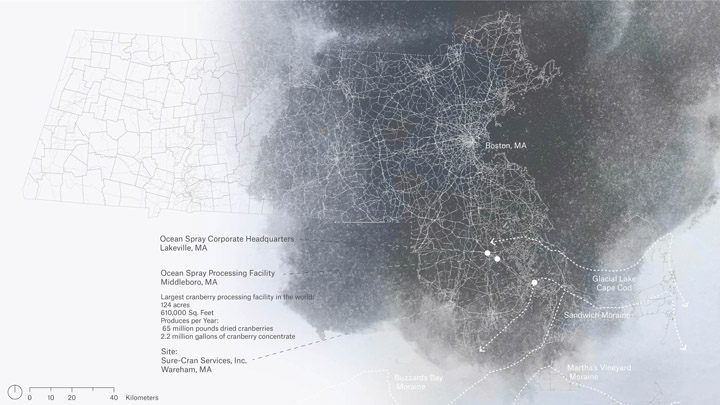 Boston, MA
Ocean Spray Corporate Headquarters
Lakeville, MA
Ocean Spray Processing Facility
Middleboro, MA
Largest cranberry processing facility in the world:
124 acres
610,000 Sq. Feet
Produces per Year:
65 million pounds dried cranberries
2.2 million gallons of cranberry concentrate
Site:
Sure-Cran Services, Inc.
Wareham, MA
Glacial Lake
Cape Cod
Sandwich Moraine
Martha's Vineyard
Moraine
Buzzards Bay
Moraine
0 10 20 40 Kilometers